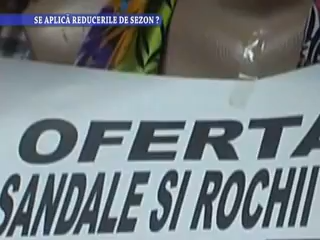 SE APLICĂ REDUCERILE DE SEZON ?
OFERTA
SANDALE SI ROCHII